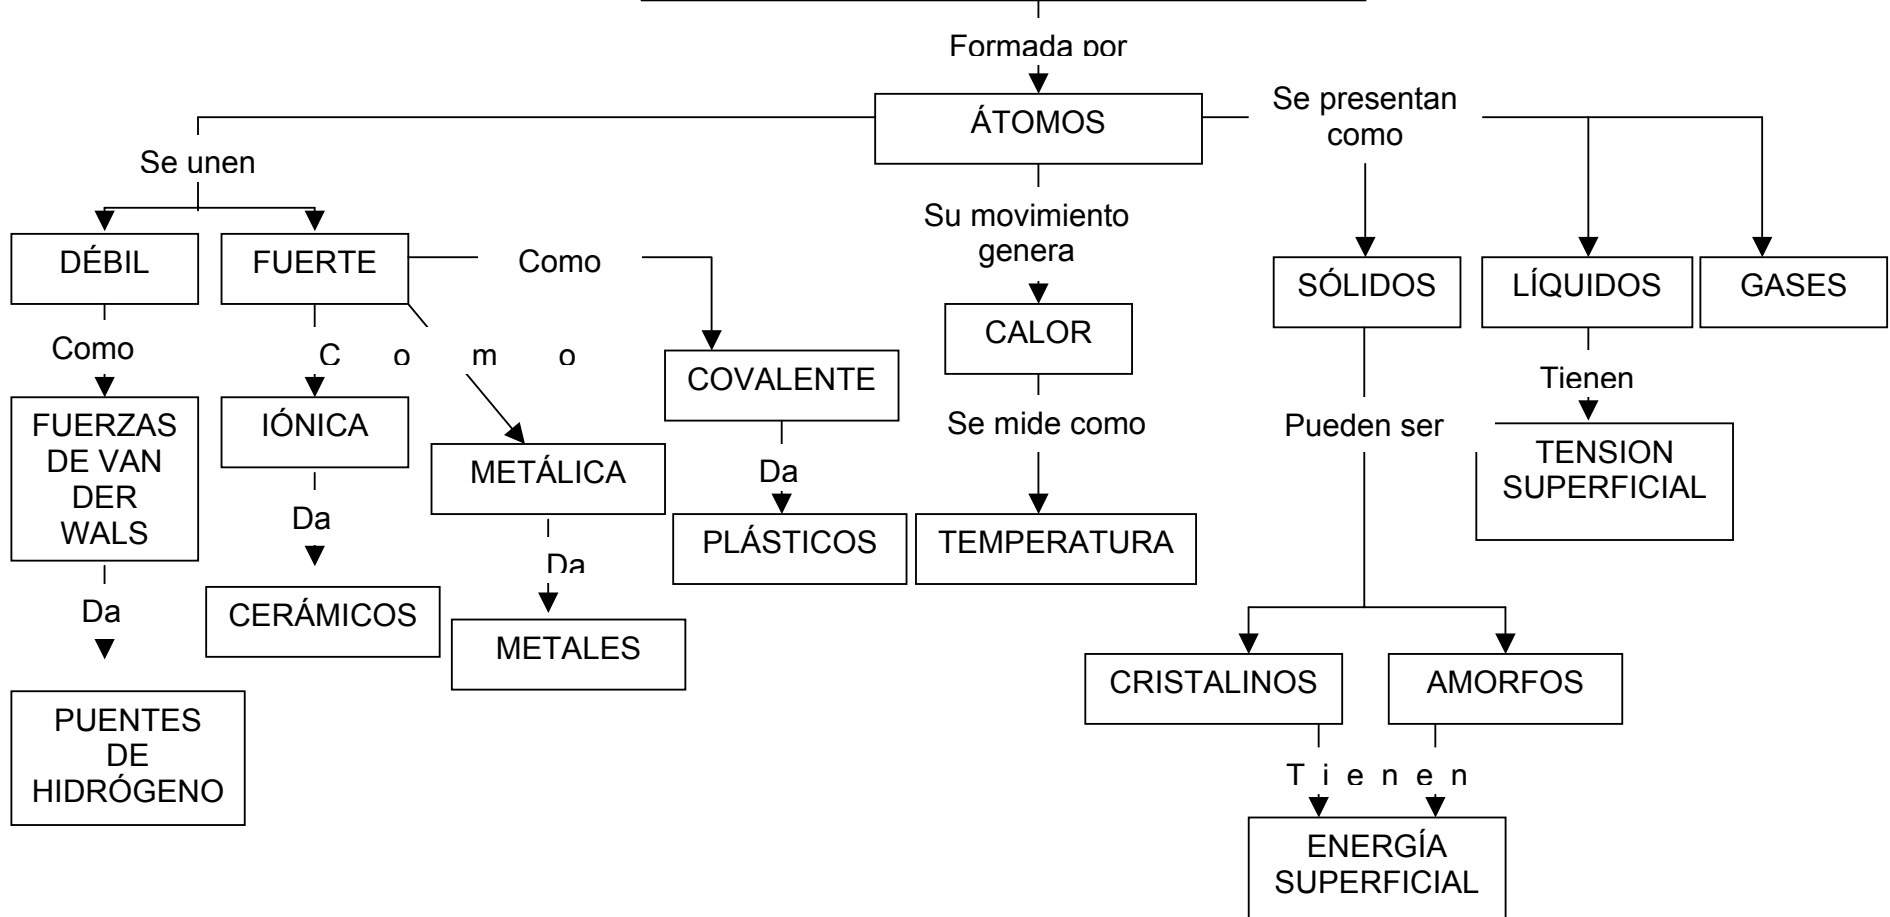 Formada por
ÁTOMOS
Se presentan
como
Se unen
Su movimiento
genera
DÉBIL
FUERTE
Como
SÓLIDOS
LÍQUIDOS
GASES
CALOR
Como
C o m o
COVALENTE
Tienen
FUERZAS
DE VAN
DER
WALS
IÓNICA
METÁLICA
Se mide como
Pueden ser
TENSION
SUPERFICIAL
Da
Da
PLÁSTICOS
TEMPERATURA
Da
Da
CERÁMICOS
METALES
CRISTALINOS
AMORFOS
PUENTES
DE
HIDRÓGENO
T i e n e n
ENERGÍA
SUPERFICIAL